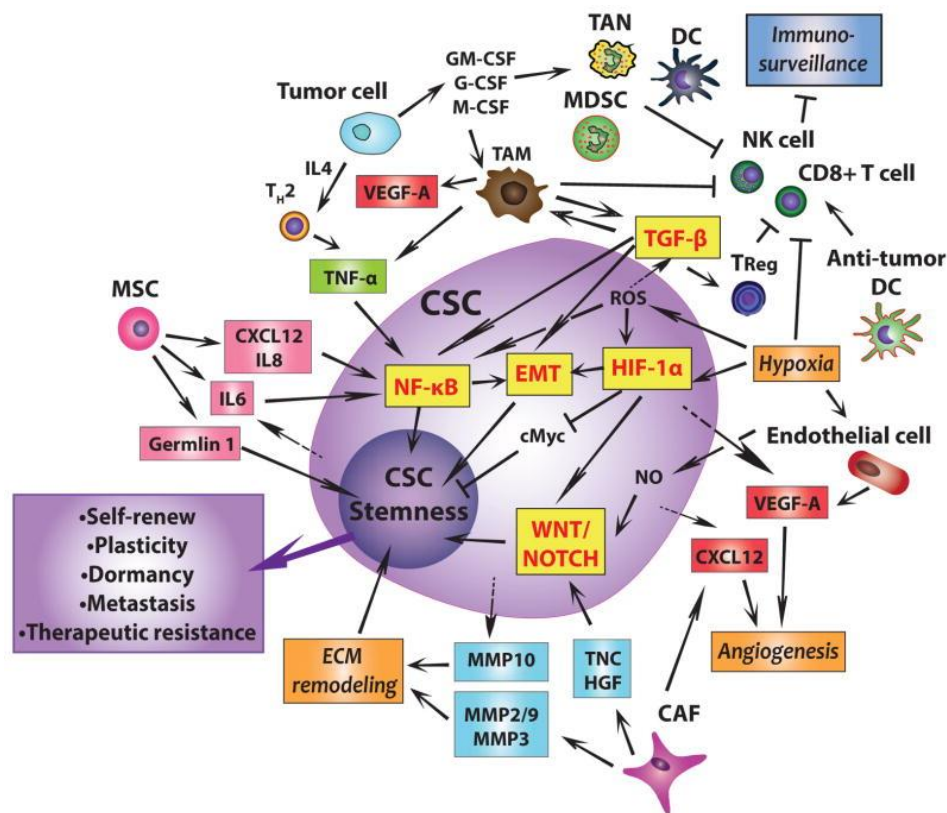 TAN
DC
Immuno-
surveillance
GM-CSF
G-CSF
M-CSF
Tumor cell
MDSC
NK cell
IL4
TAM
CD8+ T cell
VEGF-A
TH2
TGF-β
TNF-α
TReg
Anti-tumor
DC
MSC
CSC
ROS
CXCL12
IL8
NF-κB
EMT
HIF-1α
Hypoxia
IL6
cMyc
Germlin 1
Endothelial cell
CSC
Stemness
NO
VEGF-A
•Self-renew
•Plasticity
•Dormancy
•Metastasis
•Therapeutic resistance
WNT/
NOTCH
CXCL12
ECM
remodeling
MMP10
TNC
HGF
Angiogenesis
MMP2/9
MMP3
CAF